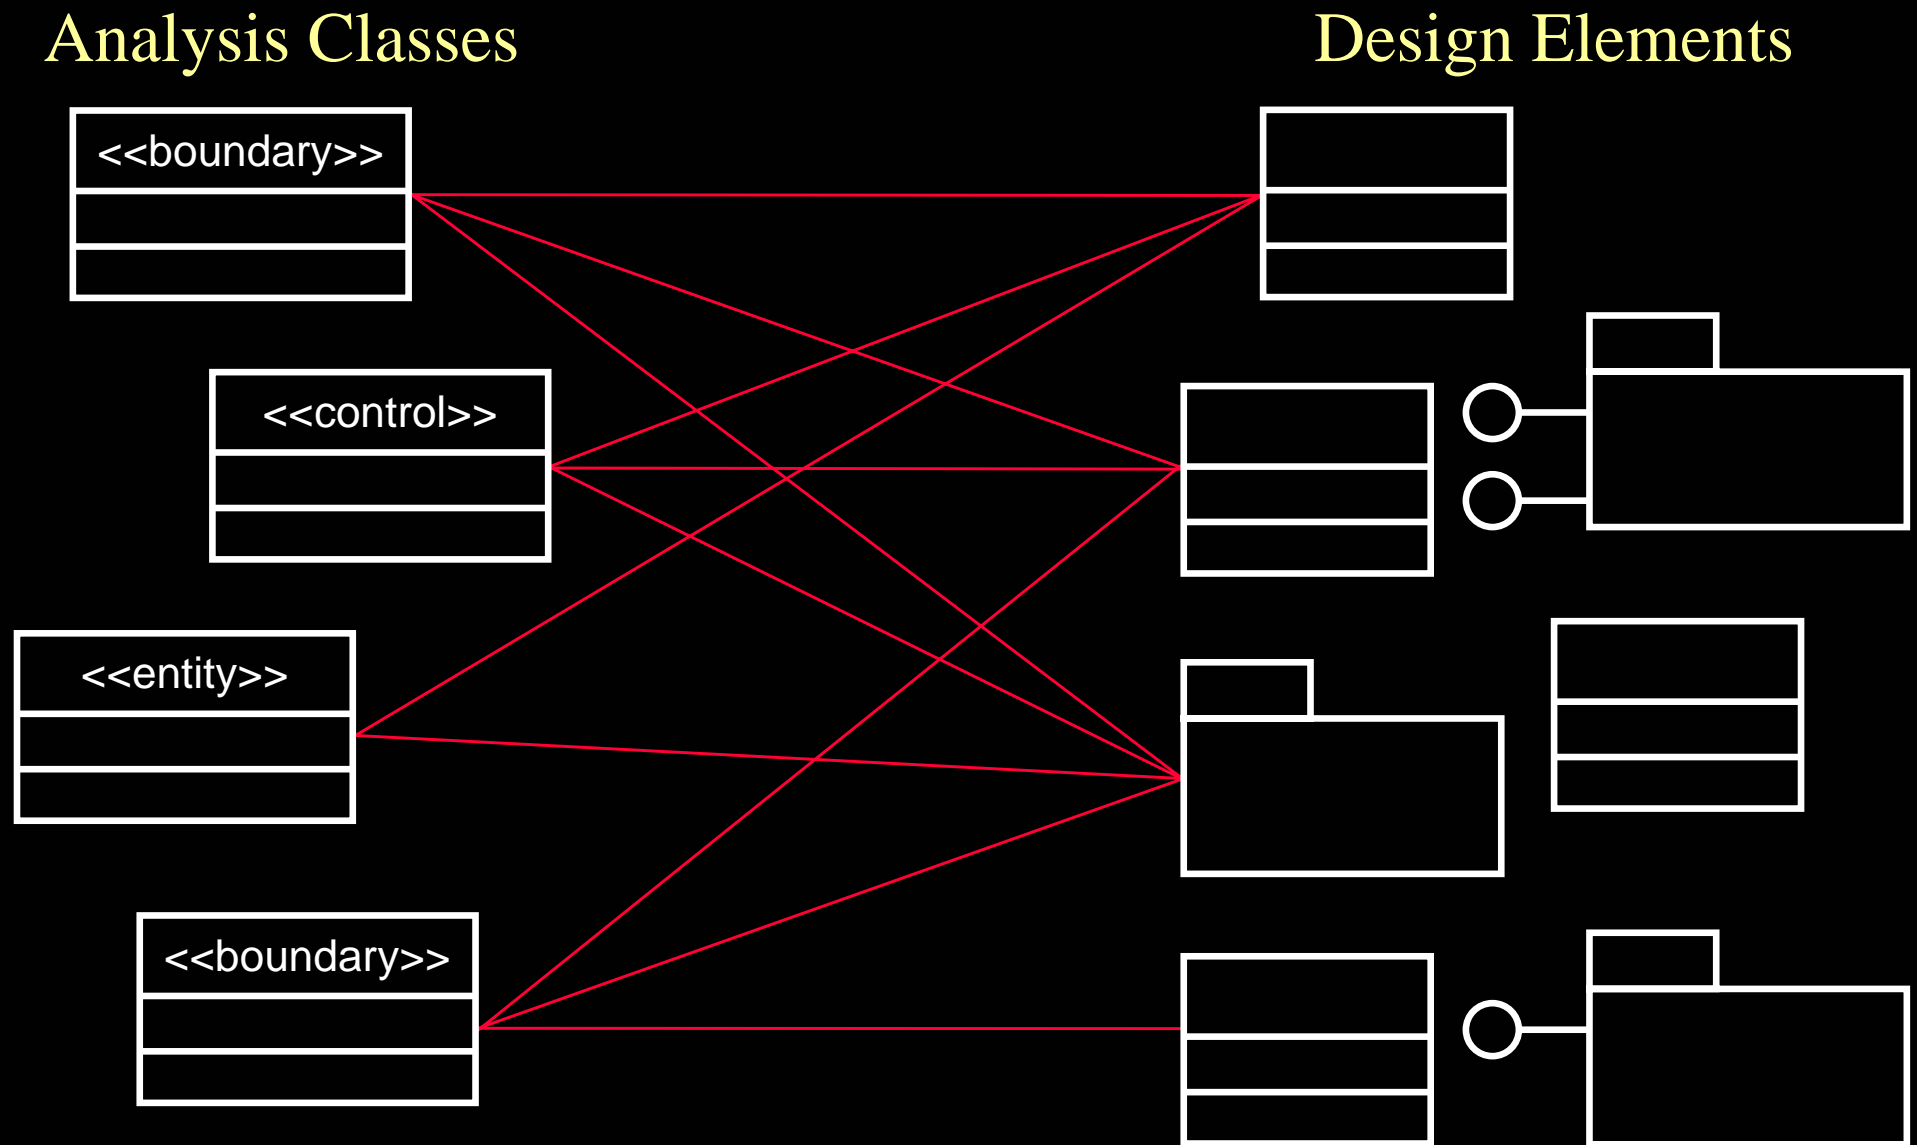 Analysis Classes
Design Elements
<<boundary>>
<<control>>
<<entity>>
<<boundary>>